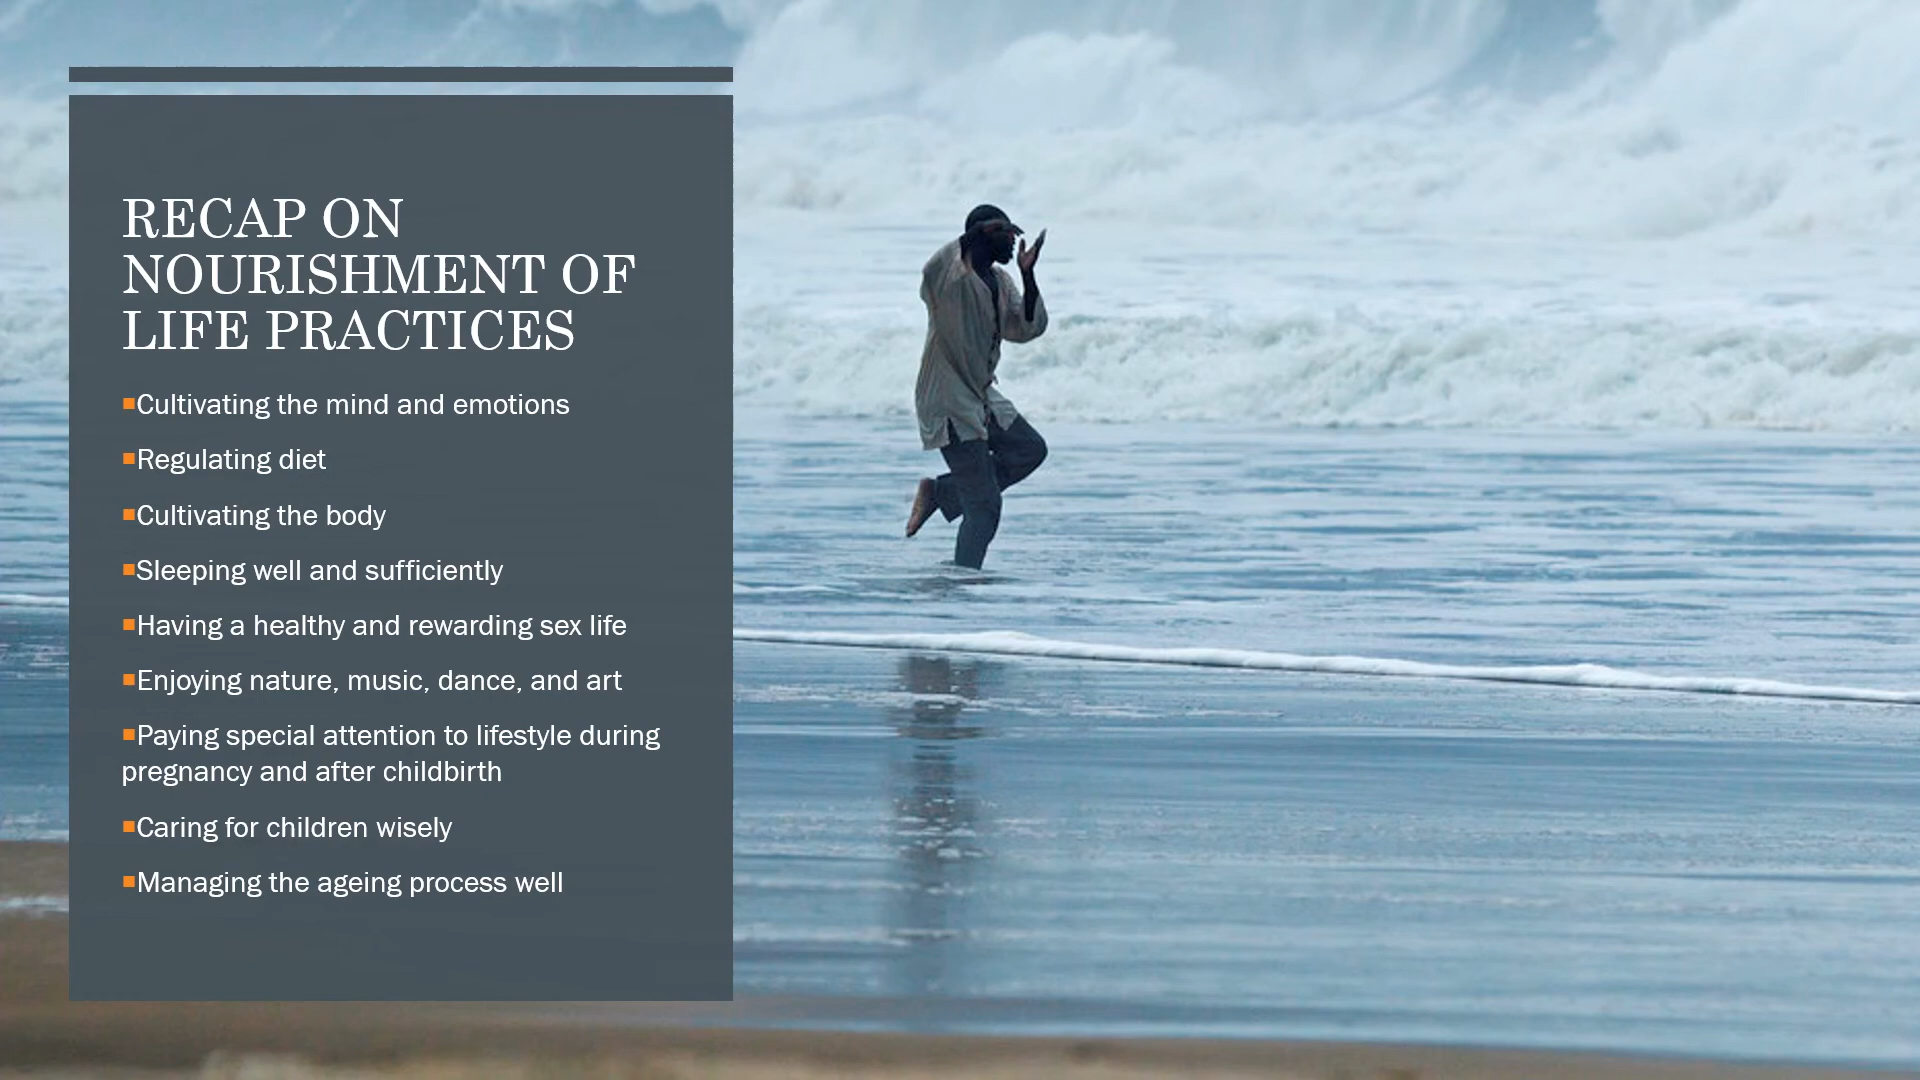 RECAP ON
NOURISHMENT OF
LIFE PRACTICES
▪Cultivating the mind and emotions
▪Regulating diet
▪Cultivating the body
▪Sleeping well and sufficiently
▪Having a healthy and rewarding sex life
▪Enjoying nature, music, dance, and art
▪Paying special attention to lifestyle during
pregnancy and after childbirth
▪Caring for children wisely
▪Managing the ageing process well